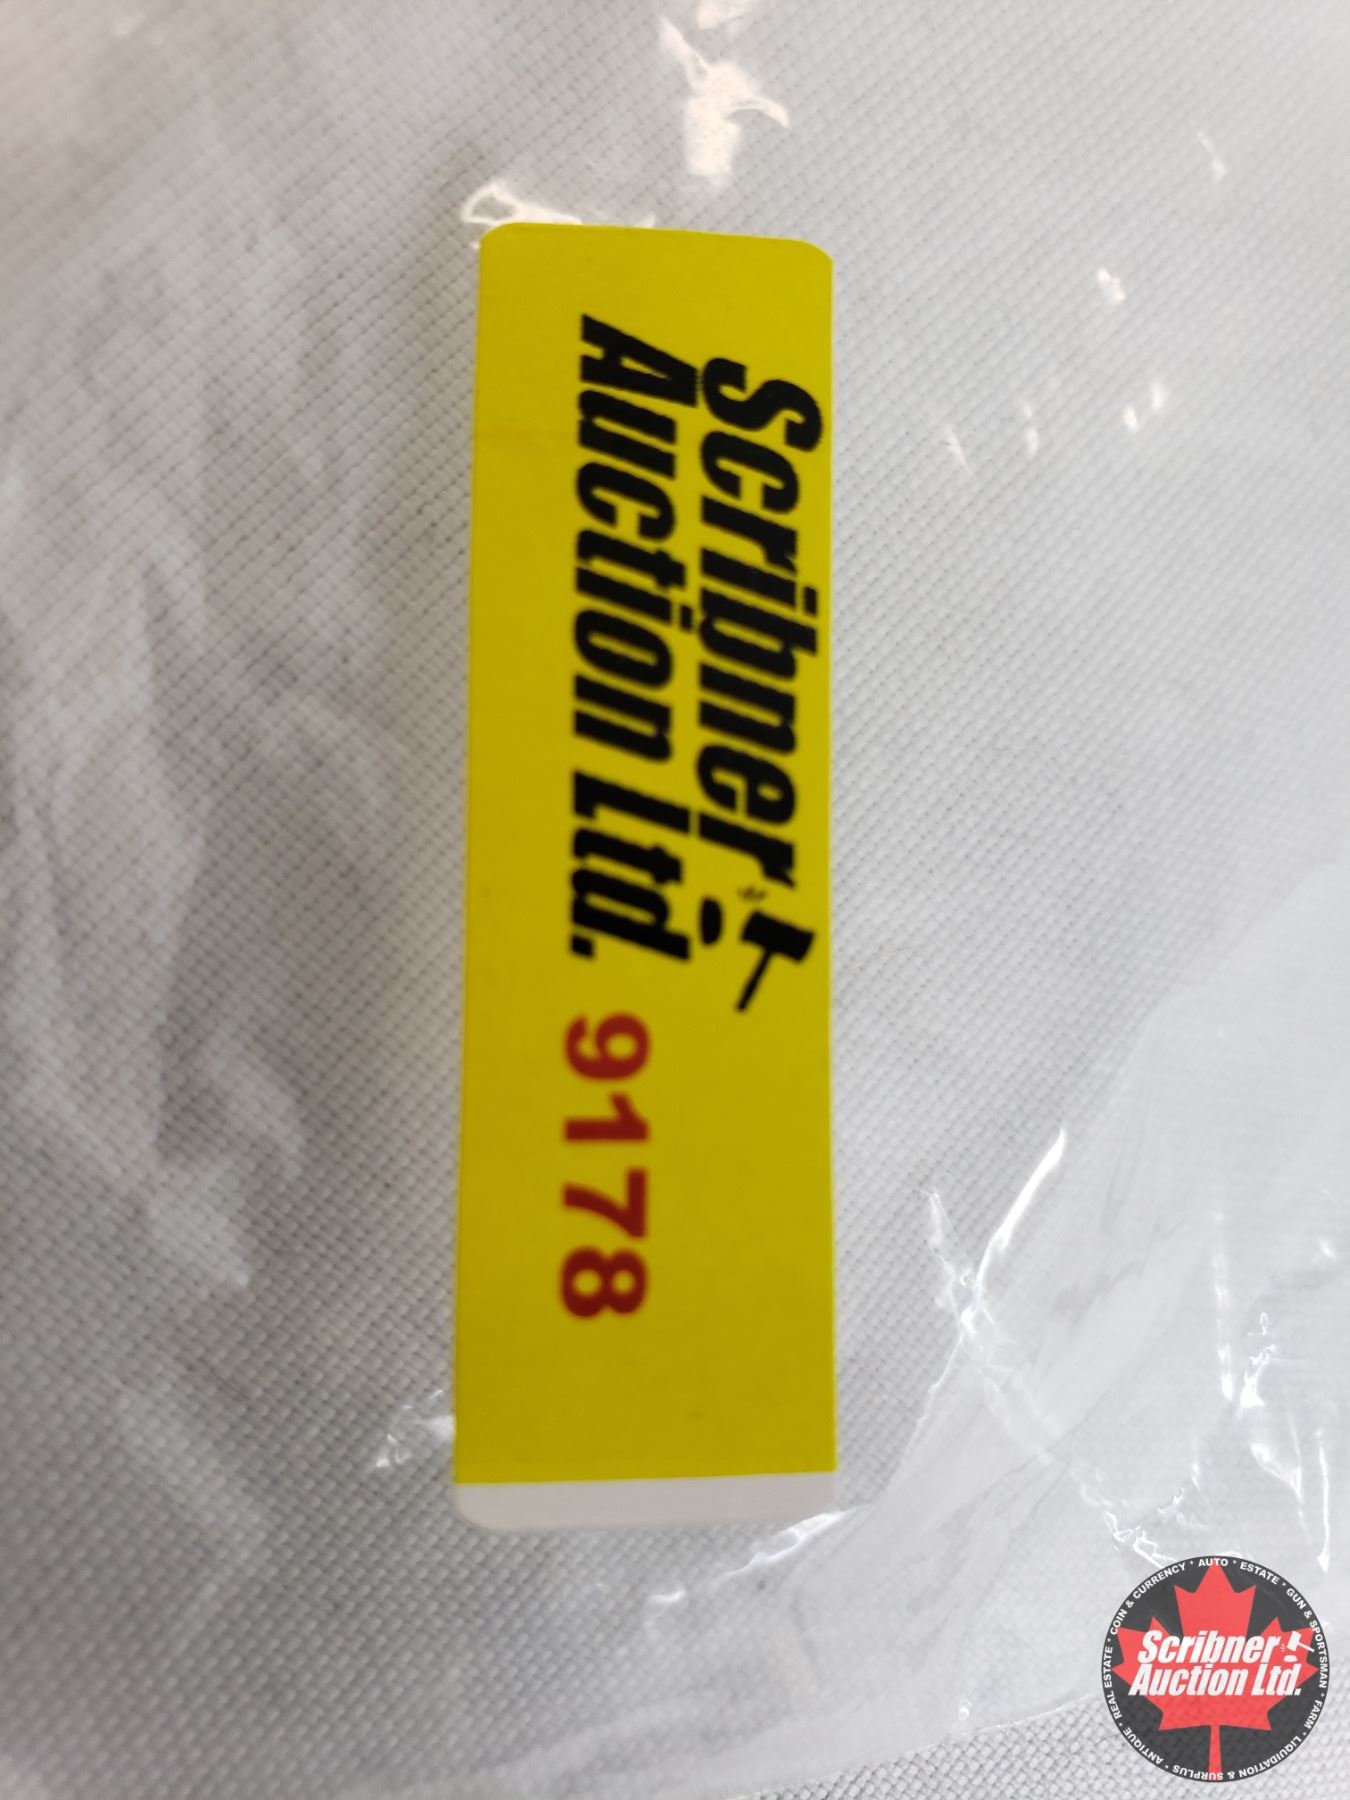 Scribner
Auction Ltd. 9178
COIN & CURRENCY * AUTO * ESTATE * GUN & SPORTSMAN * FARM * LIQUIDATION & SURPLUS * ANTIQUE * REAL ESTATE *
Scribner
Auction Ltd.